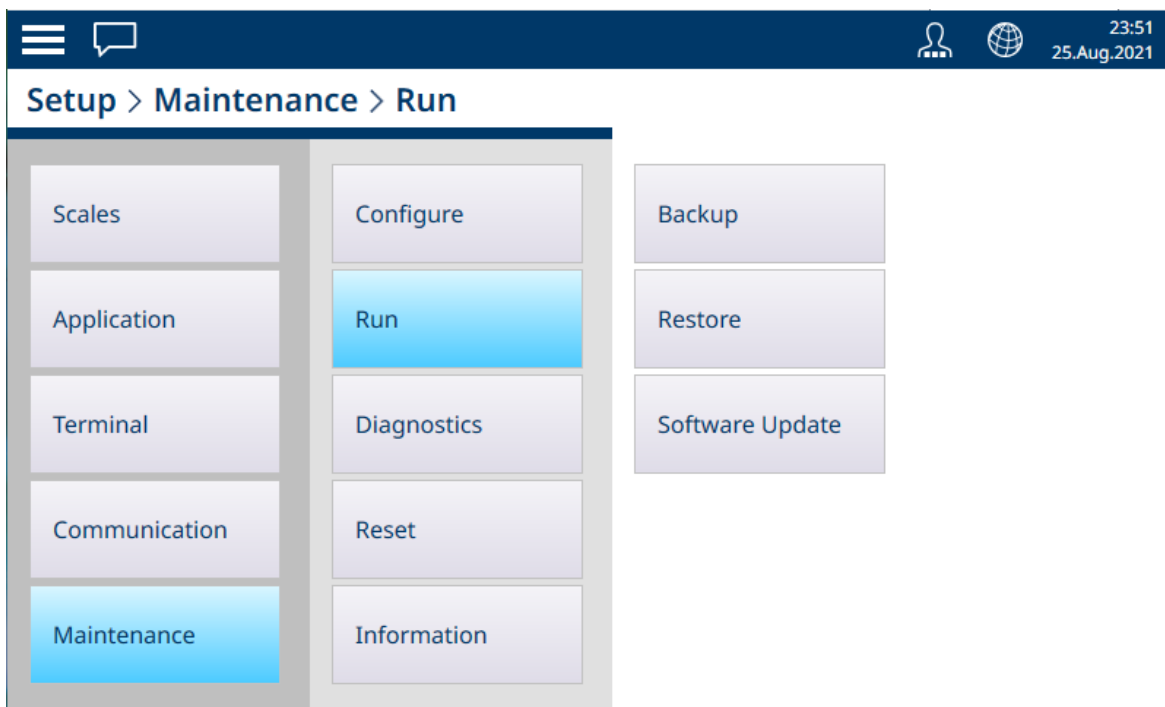 23:51
25.Aug.2021
Setup > Maintenance > Run
Scales
Configure
Backup
Application
Run
Restore
Terminal
Diagnostics
Software Update
Communication
Reset
Maintenance
Information